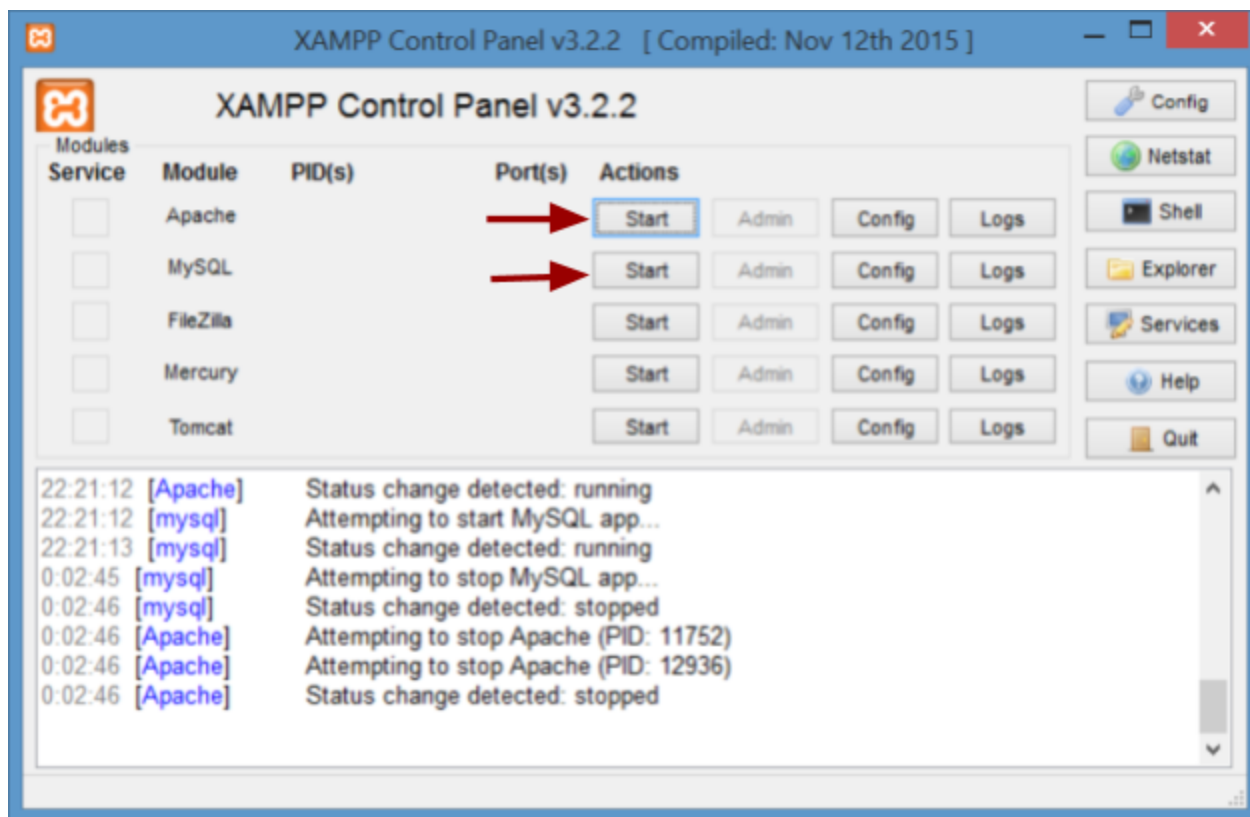 XAMPP Control Panel v3.2.2 [ Compiled: Nov 12th 2015 ]
XAMPP Control Panel v3.2.2
Config
Modules
Service Module PID(s) Port(s) Actions
Netstat
Apache Start Admin Config Logs
Shell
MySQL Start Admin Config Logs
Explorer
FileZilla Start Admin Config Logs
Services
Mercury Start Admin Config Logs
Help
Tomcat Start Admin Config Logs
Quit
22:21:12 [Apache] Status change detected: running
22:21:12 [mysql] Attempting to start MySQL app...
22:21:13 [mysql] Status change detected: running
0:02:45 [mysql] Attempting to stop MySQL app...
0:02:46 [mysql] Status change detected: stopped
0:02:46 [Apache] Attempting to stop Apache (PID: 11752)
0:02:46 [Apache] Attempting to stop Apache (PID: 12936)
0:02:46 [Apache] Status change detected: stopped